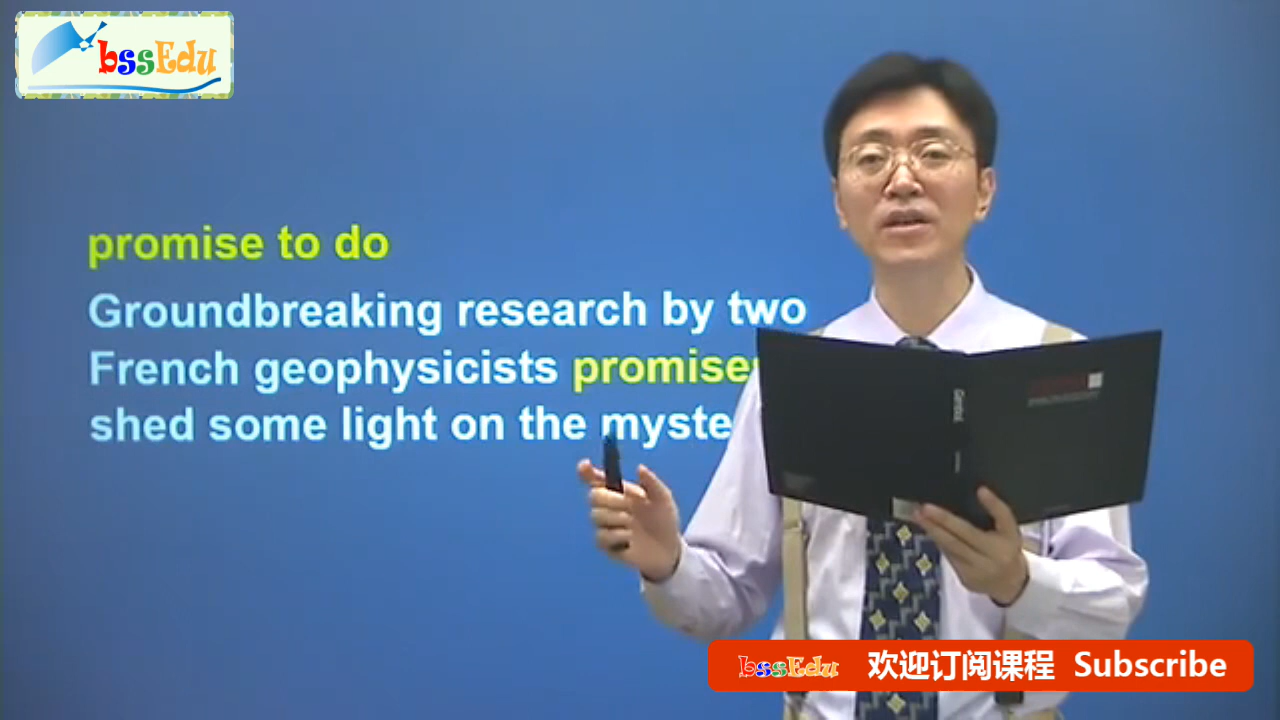 bssEdu
promise to do
Groundbreaking research by two
French geophysicists promise
shed some light on the myste
bssEdu 欢迎订阅课程 Subscribe